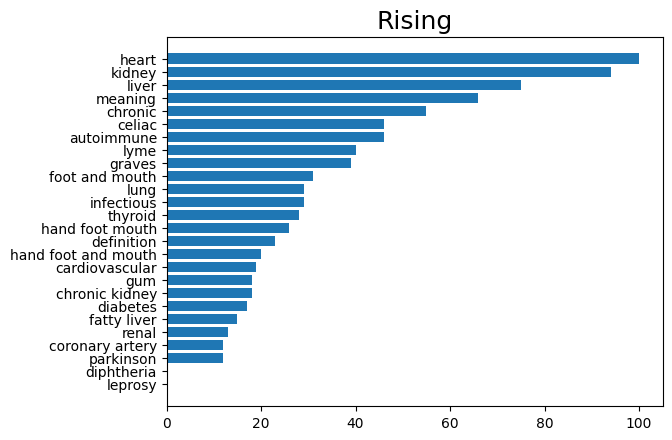 Rising
heart
kidney
liver
meaning
chronic
celiac
autoimmune
lyme
graves
foot and mouth
lung
infectious
thyroid
hand foot mouth
definition
hand foot and mouth
cardiovascular
gum
chronic kidney
diabetes
fatty liver
renal
coronary artery
parkinson
diphtheria
leprosy
0 20 40 60 80 100